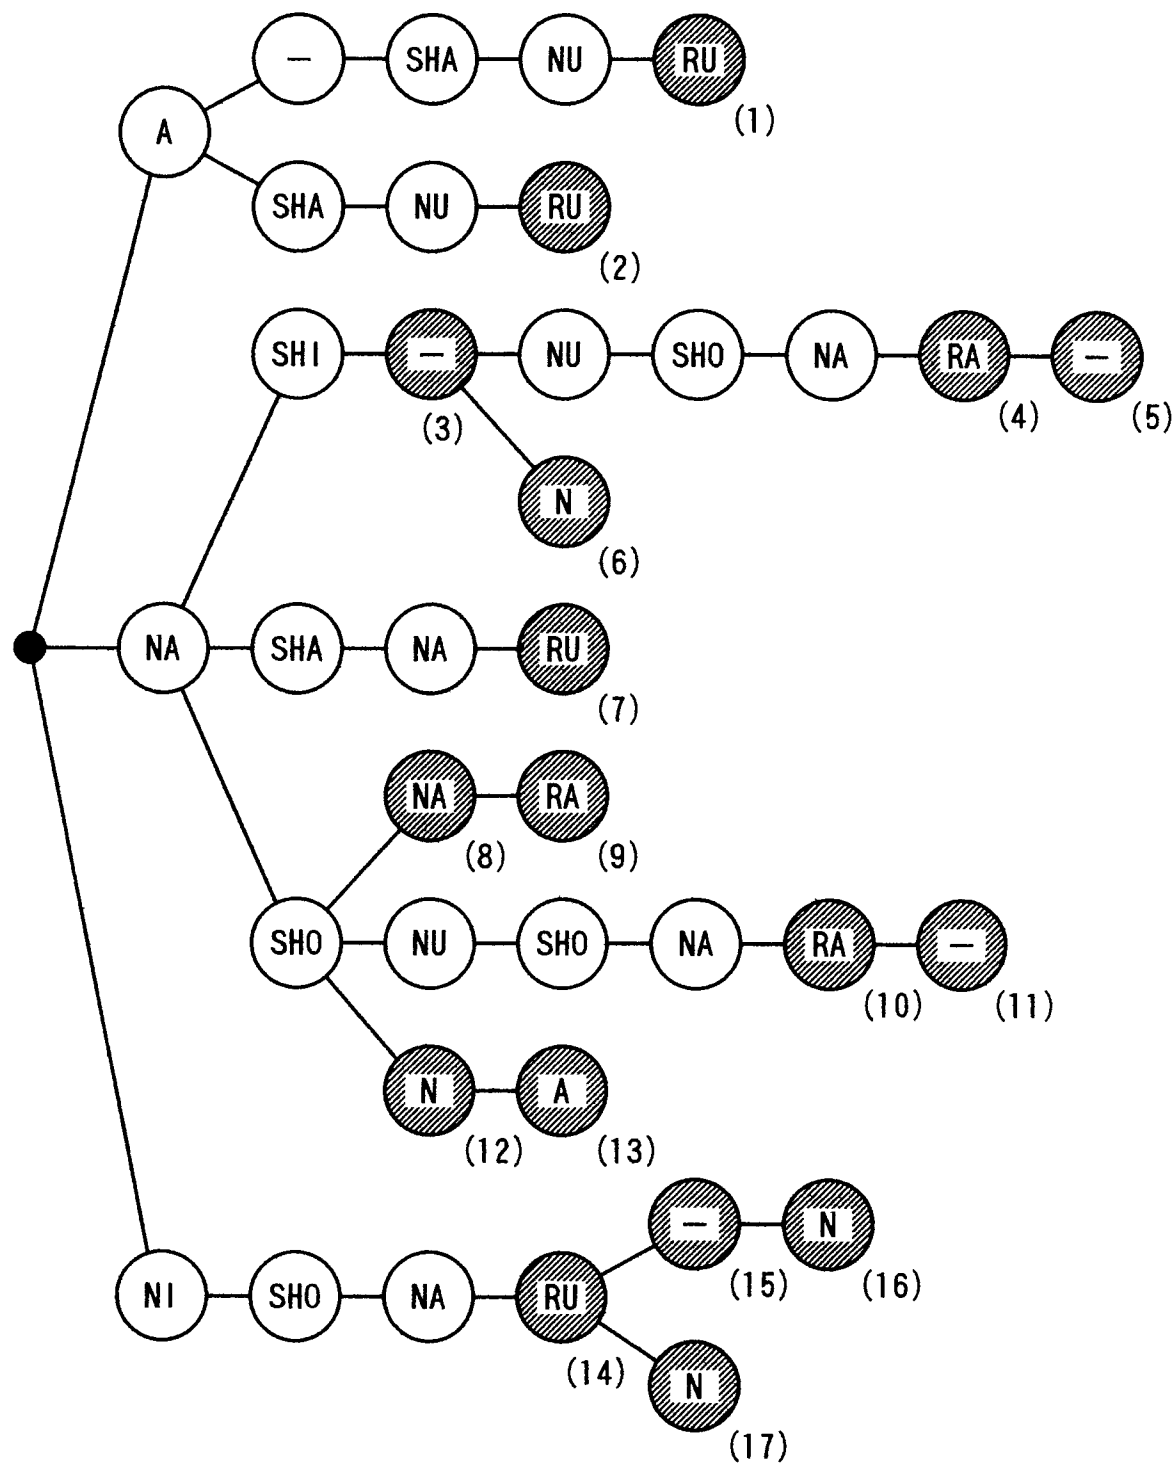 — SHA NU RU
(1)
A
SHA NU RU
(2)
SHI — NU SHO NA RA —
(3) (4) (5)
N
(6)
NA SHA NA RU
(7)
NA RA
(8) (9)
SHO NU SHO NA RA —
(10) (11)
N A
(12) (13)
— N
(15) (16)
NI SHO NA RU
(14)
N
(17)